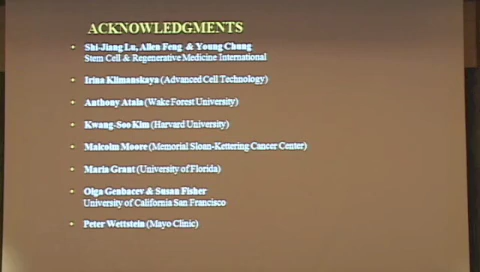 ACKNOWLEDGMENTS
• Shi-Jiang Lu, Allen Feng & Young Chung
Stem Cell & Regenerative Medicine International
• Irina Klimanskaya (Advanced Cell Technology)
• Anthony Atala (Wake Forest University)
• Kwang-Soo Kim (Harvard University)
• Malcolm Moore (Memorial Sloan-Kettering Cancer Center)
• Maria Grant (University of Florida)
• Olga Genbacev & Susan Fisher
University of California San Francisco
• Peter Wettstein (Mayo Clinic)